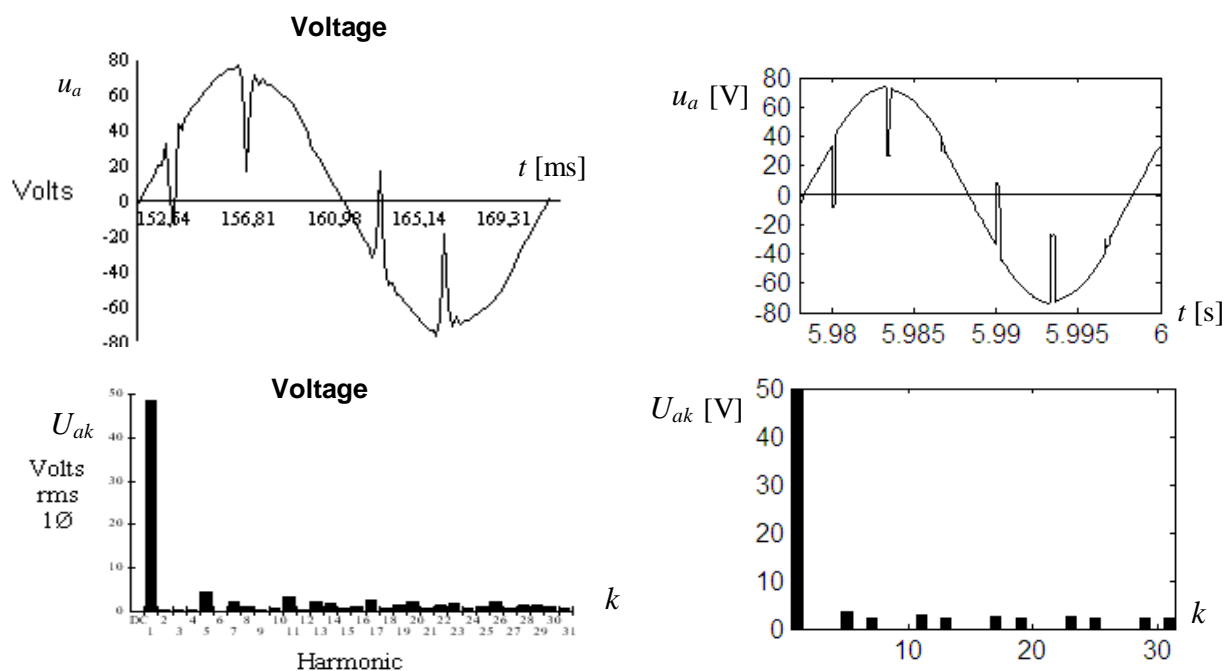 Voltage
80
60
40
20
0
-20
-40
-60
-80
u_a
Volts
t [ms]
152,54 156,81 160,98 165,14 169,31
u_a [V]
80
60
40
20
0
-20
-40
-60
-80
5.98 5.985 5.99 5.995 6
t [s]
Voltage
50
40
30
20
10
0
U_ak
Volts
rms
1Ø
DC 2 4 6 8 10 12 14 16 18 20 22 24 26 28 30
1 3 5 7 9 11 13 15 17 19 21 23 25 27 29 31
Harmonic
k
U_ak [V]
50
40
30
20
10
0
10 20 30
k